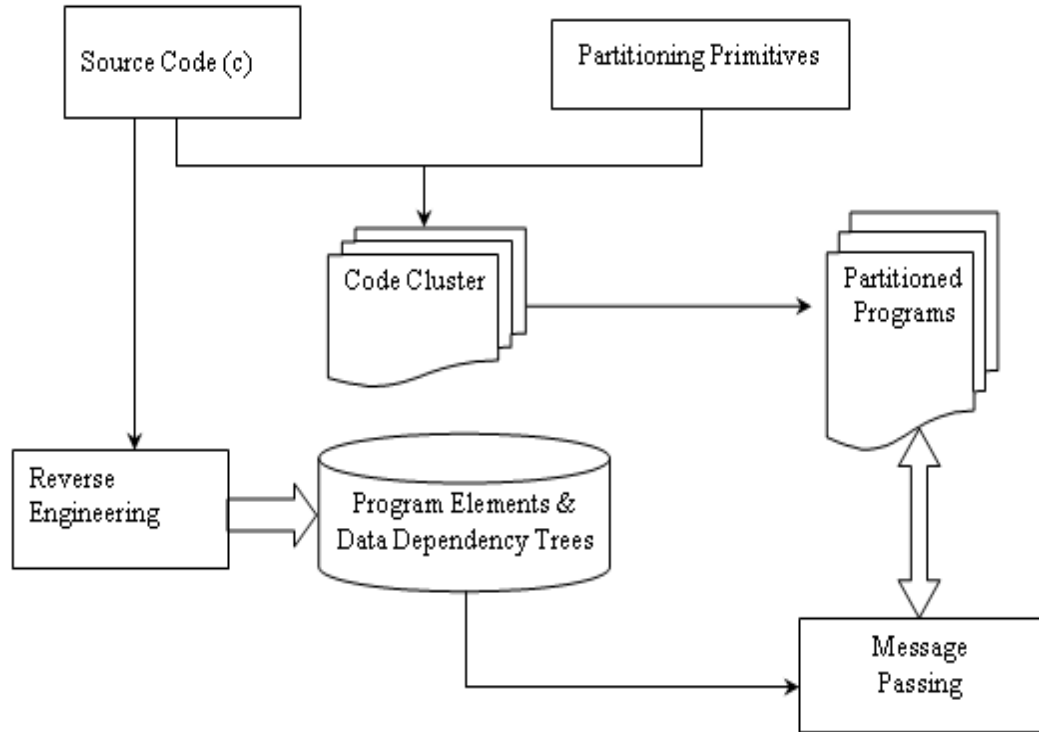 Source Code (c)
Partitioning Primitives
Code Cluster
Partitioned
Programs
Reverse
Engineering
Program Elements &
Data Dependency Trees
Message
Passing